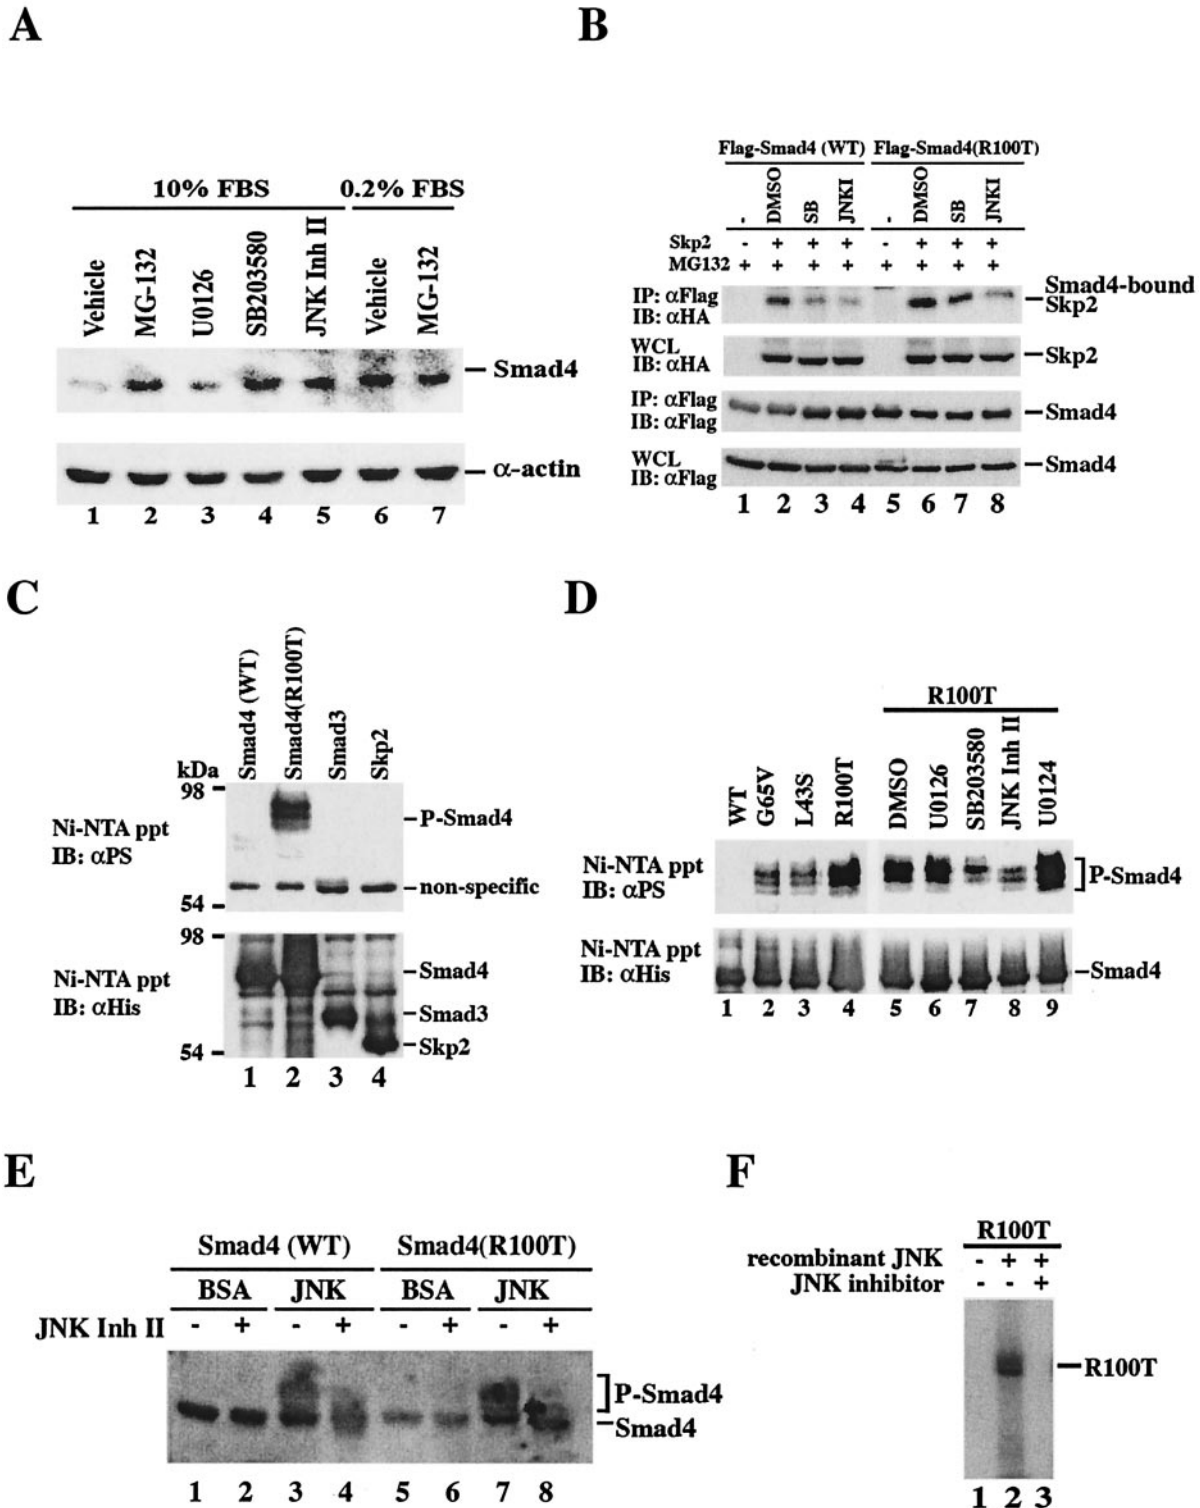 A
10% FBS 0.2% FBS
Vehicle MG-132 U0126 SB203580 JNK Inh II Vehicle MG-132
Smad4
α-actin
1 2 3 4 5 6 7
B
Flag-Smad4 (WT) Flag-Smad4(R100T)
- DMSO SB JNKI - DMSO SB JNKI
Skp2 - + + + - + + +
MG132 + + + + + + + +
IP: αFlag
IB: αHA
Smad4-bound
Skp2
WCL
IB: αHA
Skp2
IP: αFlag
IB: αFlag
Smad4
WCL
IB: αFlag
Smad4
1 2 3 4 5 6 7 8
C
Smad4 (WT) Smad4(R100T) Smad3 Skp2
kDa
98
Ni-NTA ppt
IB: αPS
P-Smad4
non-specific
54
98
Ni-NTA ppt
IB: αHis
Smad4
Smad3
Skp2
54
1 2 3 4
D
R100T
WT G65V L43S R100T DMSO U0126 SB203580 JNK Inh II U0124
Ni-NTA ppt
IB: αPS
P-Smad4
Ni-NTA ppt
IB: αHis
Smad4
1 2 3 4 5 6 7 8 9
E
Smad4 (WT) Smad4(R100T)
BSA JNK BSA JNK
JNK Inh II - + - + - + - +
P-Smad4
Smad4
1 2 3 4 5 6 7 8
F
R100T
recombinant JNK - + +
JNK inhibitor - - +
R100T
1 2 3